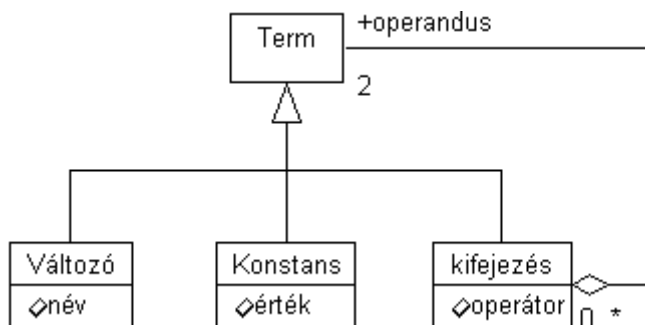 Term
+operandus
2
Változó
Konstans
kifejezés
név
érték
operátor
0..*